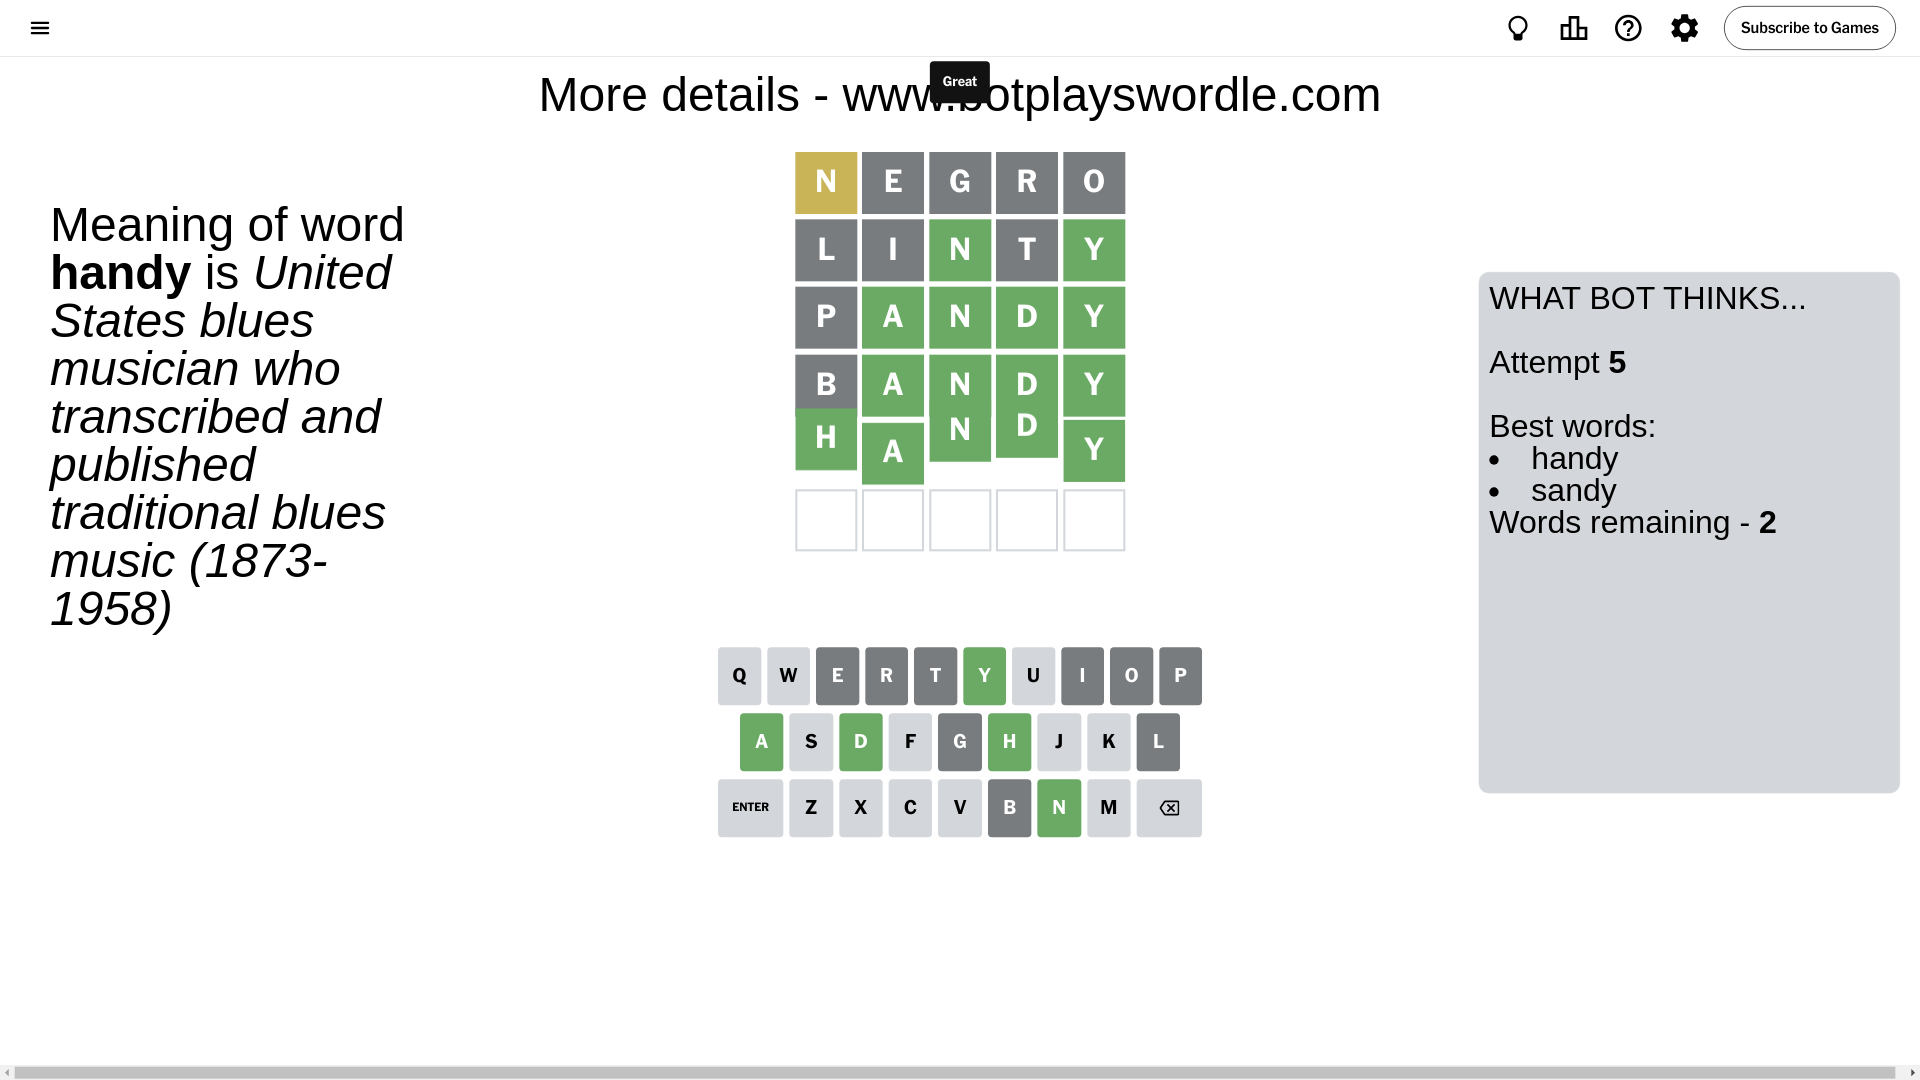 Subscribe to Games
Great
More details - www.botplayswordle.com
Meaning of word
handy is United
States blues
musician who
transcribed and
published
traditional blues
music (1873-
1958)
N E G R O
L I N T Y
P A N D Y
B A N D Y
H A N D Y
WHAT BOT THINKS...
Attempt 5
Best words:
• handy
• sandy
Words remaining - 2
Q W E R T Y U I O P
A S D F G H J K L
ENTER Z X C V B N M